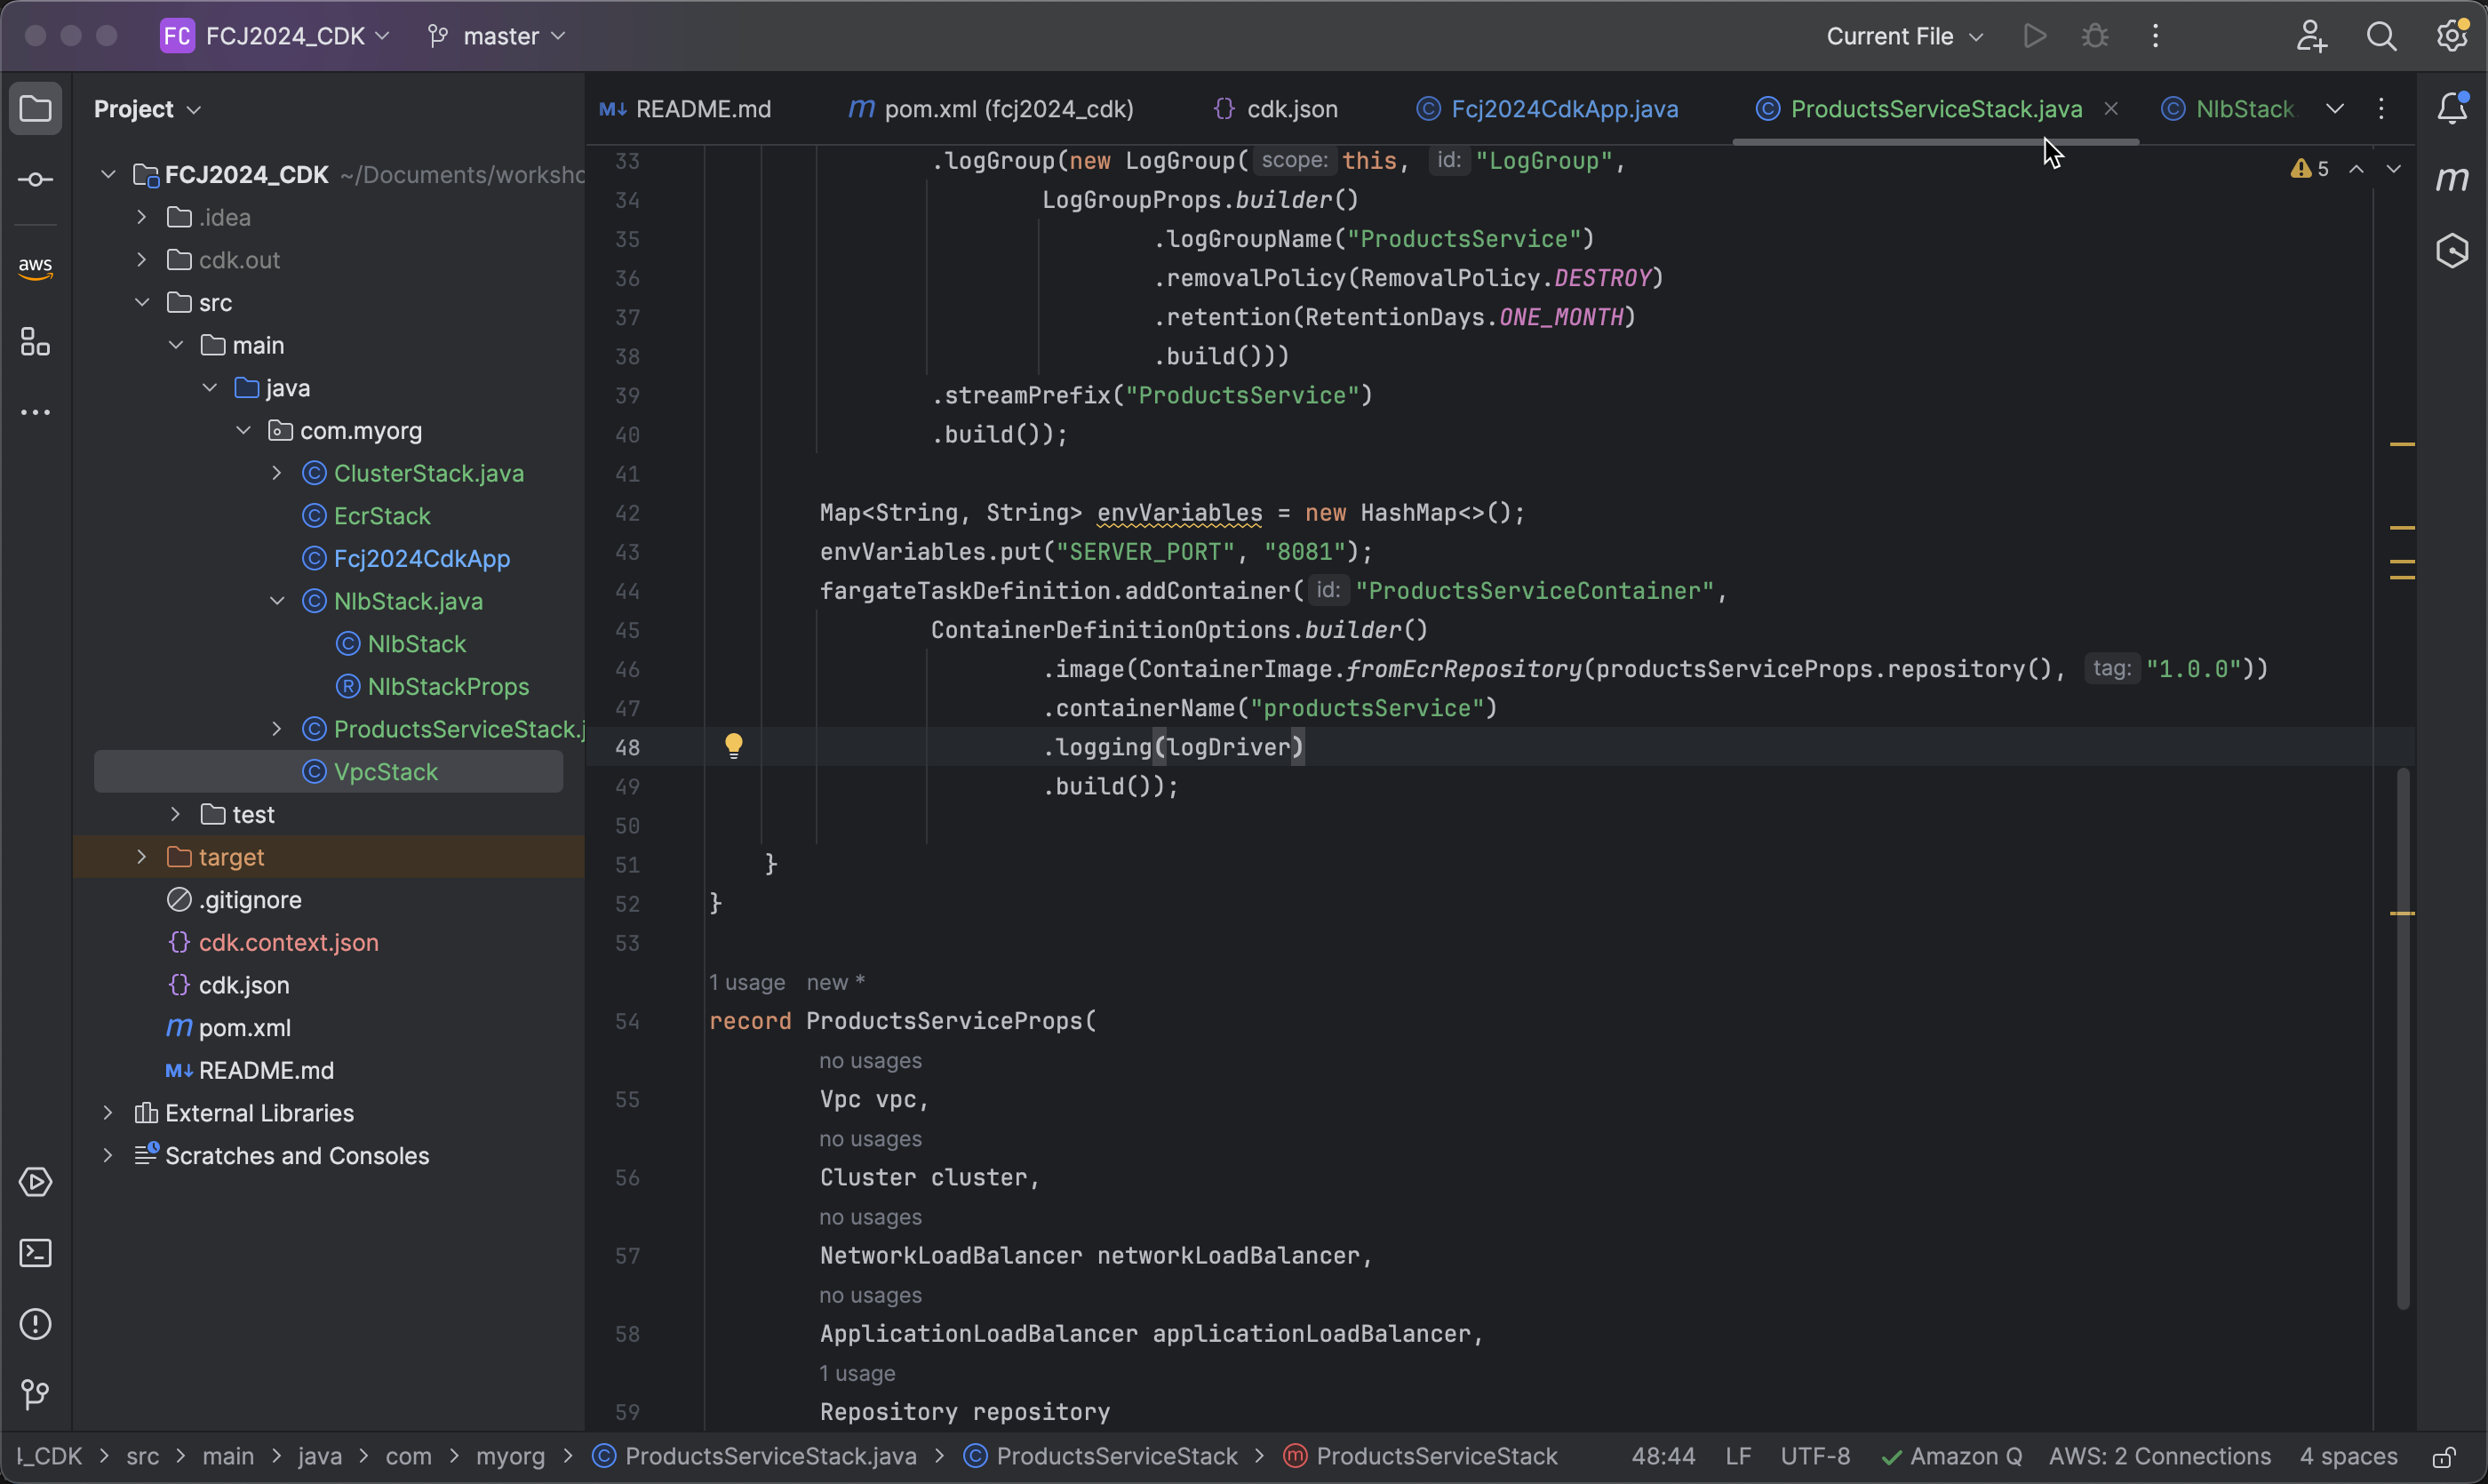 FC FCJ2024_CDK master Current File
Project
README.md pom.xml (fcj2024_cdk) cdk.json Fcj2024CdkApp.java ProductsServiceStack.java NlbStack
aws
FCJ2024_CDK ~/Documents/worksho
.idea
cdk.out
src
main
java
com.myorg
ClusterStack.java
EcrStack
Fcj2024CdkApp
NlbStack.java
NlbStack
NlbStackProps
ProductsServiceStack.j
VpcStack
test
target
.gitignore
cdk.context.json
cdk.json
pom.xml
README.md
External Libraries
Scratches and Consoles
5
33 .logGroup(new LogGroup( scope: this, id: "LogGroup",
34 LogGroupProps.builder()
35 .logGroupName("ProductsService")
36 .removalPolicy(RemovalPolicy.DESTROY)
37 .retention(RetentionDays.ONE_MONTH)
38 .build()))
39 .streamPrefix("ProductsService")
40 .build());
41
42 Map<String, String> envVariables = new HashMap<>();
43 envVariables.put("SERVER_PORT", "8081");
44 fargateTaskDefinition.addContainer( id: "ProductsServiceContainer",
45 ContainerDefinitionOptions.builder()
46 .image(ContainerImage.fromEcrRepository(productsServiceProps.repository(), tag: "1.0.0"))
47 .containerName("productsService")
48 .logging(logDriver)
49 .build());
50
51 }
52 }
53
1 usage new *
54 record ProductsServiceProps(
no usages
55 Vpc vpc,
no usages
56 Cluster cluster,
no usages
57 NetworkLoadBalancer networkLoadBalancer,
no usages
58 ApplicationLoadBalancer applicationLoadBalancer,
1 usage
59 Repository repository
_CDK > src > main > java > com > myorg > ProductsServiceStack.java > ProductsServiceStack > ProductsServiceStack 48:44 LF UTF-8 Amazon Q AWS: 2 Connections 4 spaces